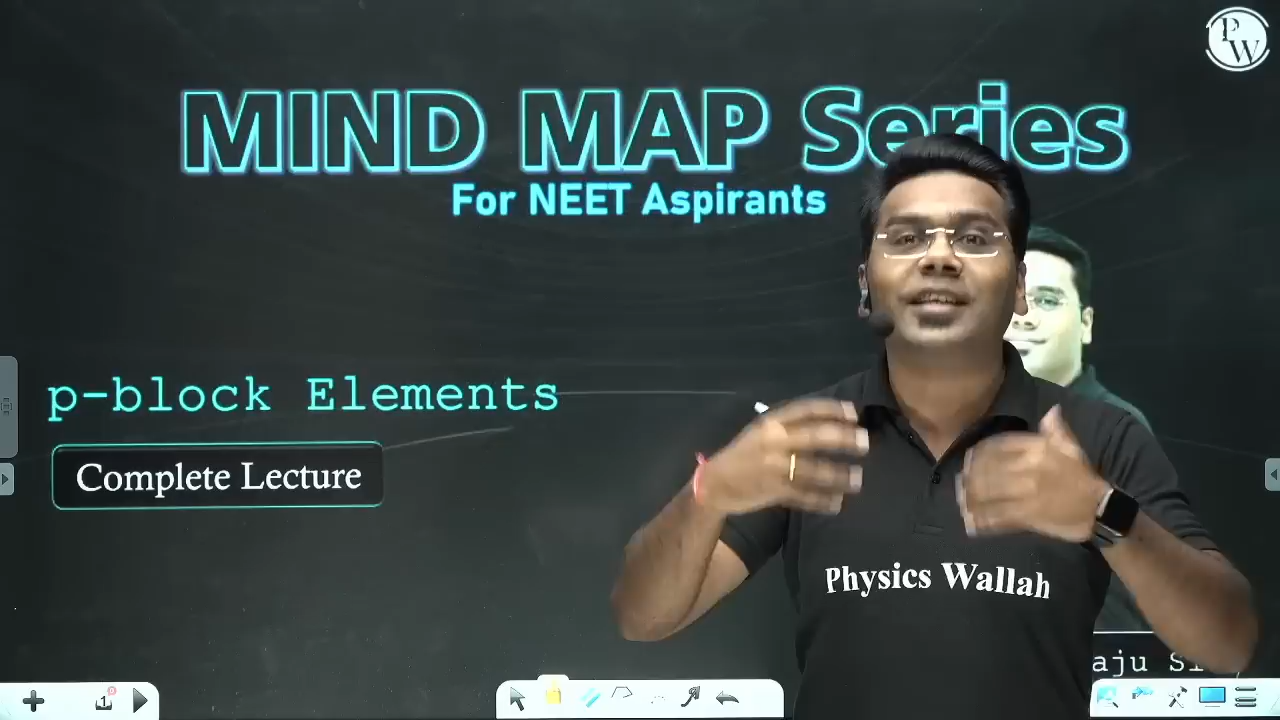 PW
MIND MAP Series
For NEET Aspirants
p-block Elements
Complete Lecture
Physics Wallah